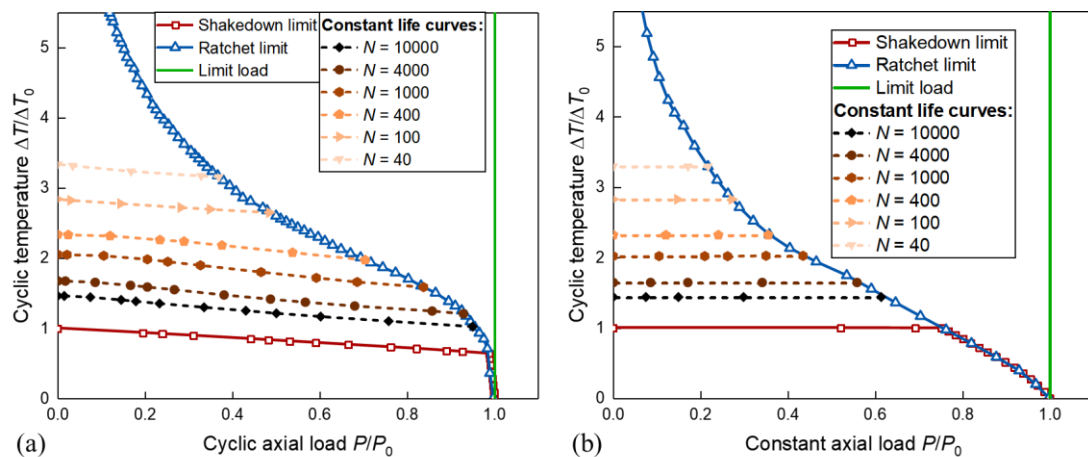 5
4
3
2
1
0
Cyclic temperature ΔT/ΔT0
0.0
0.2
0.4
0.6
0.8
1.0
Cyclic axial load P/P0
(a)
Shakedown limit
Ratchet limit
Limit load
Constant life curves:
N = 10000
N = 4000
N = 1000
N = 400
N = 100
N = 40
5
4
3
2
1
0
Cyclic temperature ΔT/ΔT0
0.0
0.2
0.4
0.6
0.8
1.0
Constant axial load P/P0
(b)
Shakedown limit
Ratchet limit
Limit load
Constant life curves:
N = 10000
N = 4000
N = 1000
N = 400
N = 100
N = 40